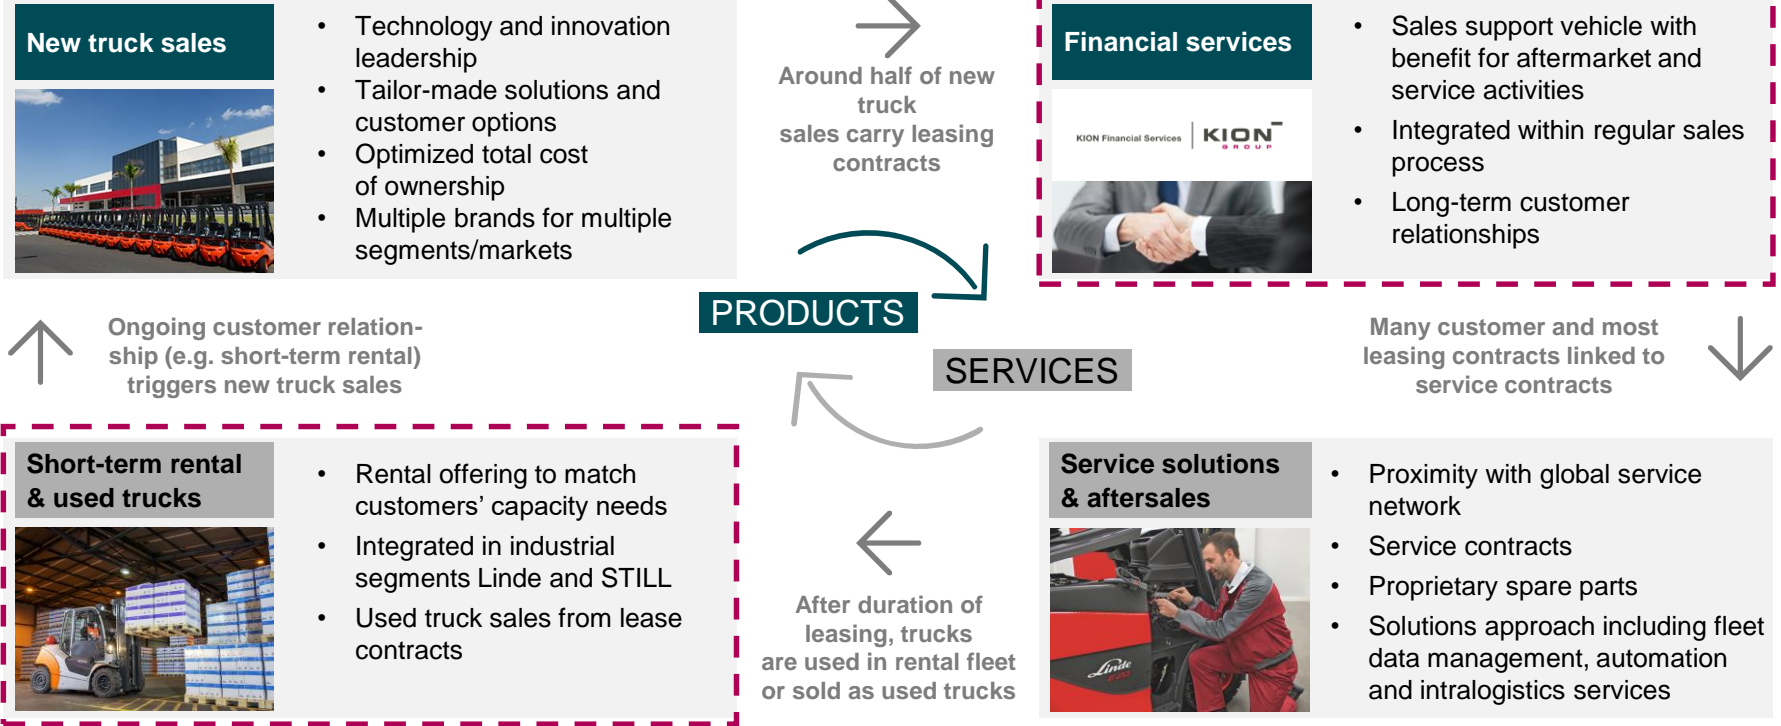 New truck sales
• Technology and innovation
leadership
• Tailor-made solutions and
customer options
• Optimized total cost
of ownership
• Multiple brands for multiple
segments/markets
Around half of new
truck
sales carry leasing
contracts
Financial services
KION Financial Services
KION
GROUP
• Sales support vehicle with
benefit for aftermarket and
service activities
• Integrated within regular sales
process
• Long-term customer
relationships
PRODUCTS
SERVICES
Ongoing customer relation-
ship (e.g. short-term rental)
triggers new truck sales
Many customer and most
leasing contracts linked to
service contracts
Short-term rental
& used trucks
• Rental offering to match
customers’ capacity needs
• Integrated in industrial
segments Linde and STILL
• Used truck sales from lease
contracts
After duration of
leasing, trucks
are used in rental fleet
or sold as used trucks
Service solutions
& aftersales
Linde
• Proximity with global service
network
• Service contracts
• Proprietary spare parts
• Solutions approach including fleet
data management, automation
and intralogistics services